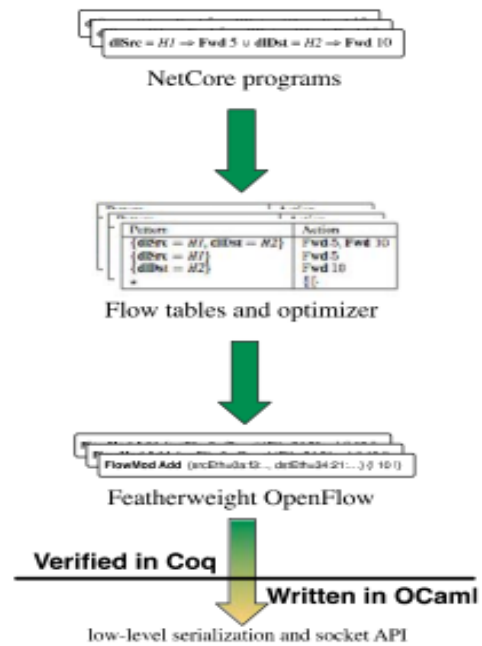 dlSrc = H1 ⇒ Fwd 5 ∪ dlDst = H2 ⇒ Fwd 10
NetCore programs
Pattern Action
{dlSrc = H1, dlDst = H2} Fwd 5, Fwd 10
{dlSrc = H1} Fwd 5
{dlDst = H2} Fwd 10
* {}
Flow tables and optimizer
FlowMod Add
Featherweight OpenFlow
Verified in Coq
Written in OCaml
low-level serialization and socket API